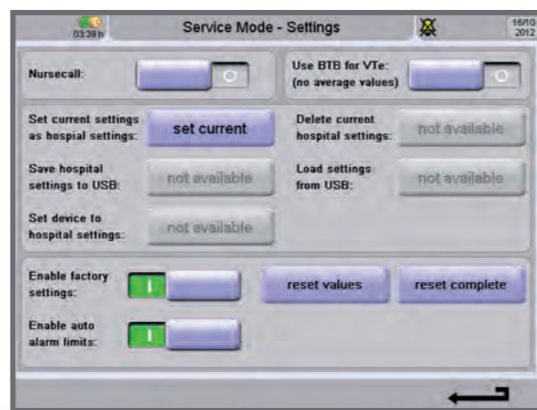 03:39 h
Service Mode - Settings
16/10
2012
Nursecall:
O
Use BTB for VTe:
(no average values)
O
Set current settings
as hospial settings:
set current
Delete current
hospital settings:
not available
Save hospital
settings to USB:
not available
Load settings
from USB:
not available
Set device to
hospital settings:
not available
Enable factory
settings:
I
reset values
reset complete
Enable auto
alarm limits:
I